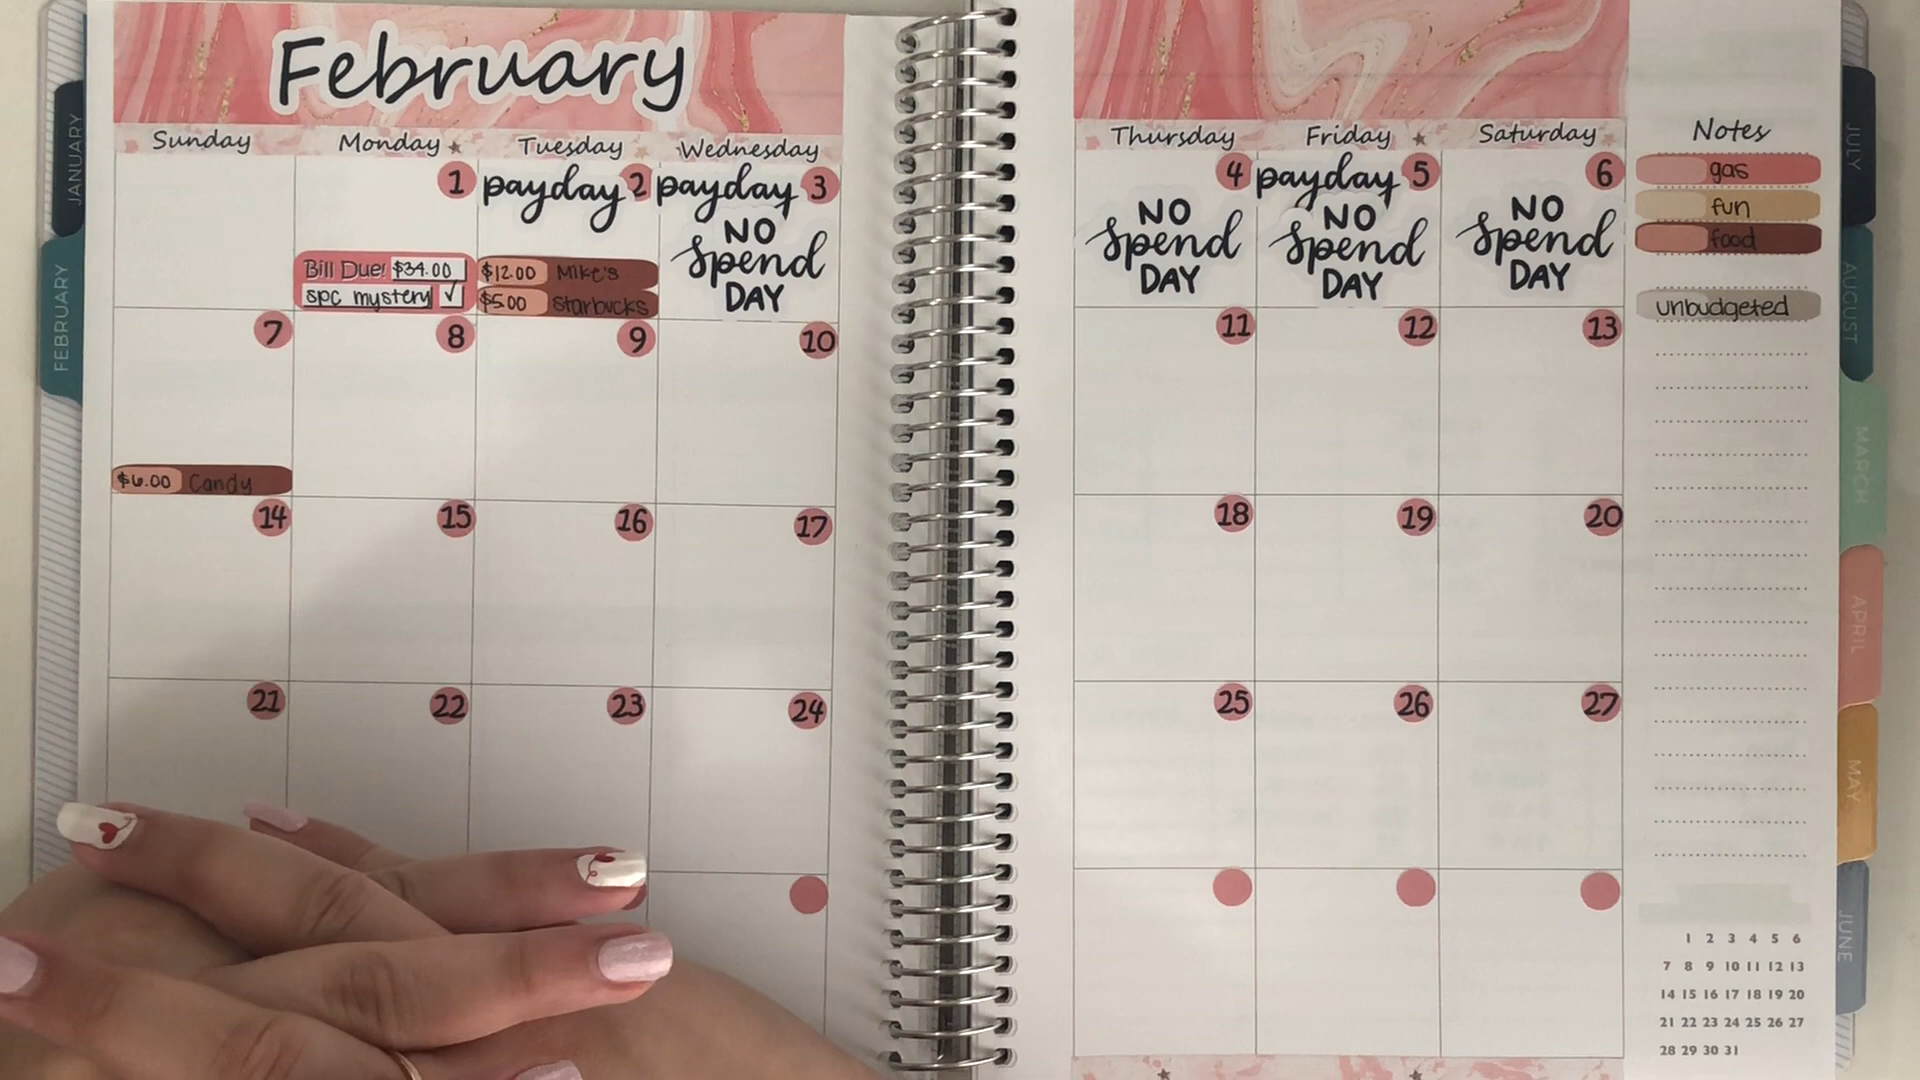 February
Sunday Monday Tuesday Wednesday
1 payday 2 payday 3
NO
spend
DAY
Bill Due! $34.00
spc mystery ✓
$12.00 Mike's
$5.00 Starbucks
7 8 9 10
$6.00 Candy
14 15 16 17
21 22 23 24
Thursday Friday Saturday
4 payday 5 6
NO
spend
DAY
NO
spend
DAY
NO
spend
DAY
11 12 13
18 19 20
25 26 27
Notes
gas
fun
food
unbudgeted
1 2 3 4 5 6
7 8 9 10 11 12 13
14 15 16 17 18 19 20
21 22 23 24 25 26 27
28 29 30 31
JANUARY
FEBRUARY
JULY
AUGUST
MARCH
APRIL
MAY
JUNE